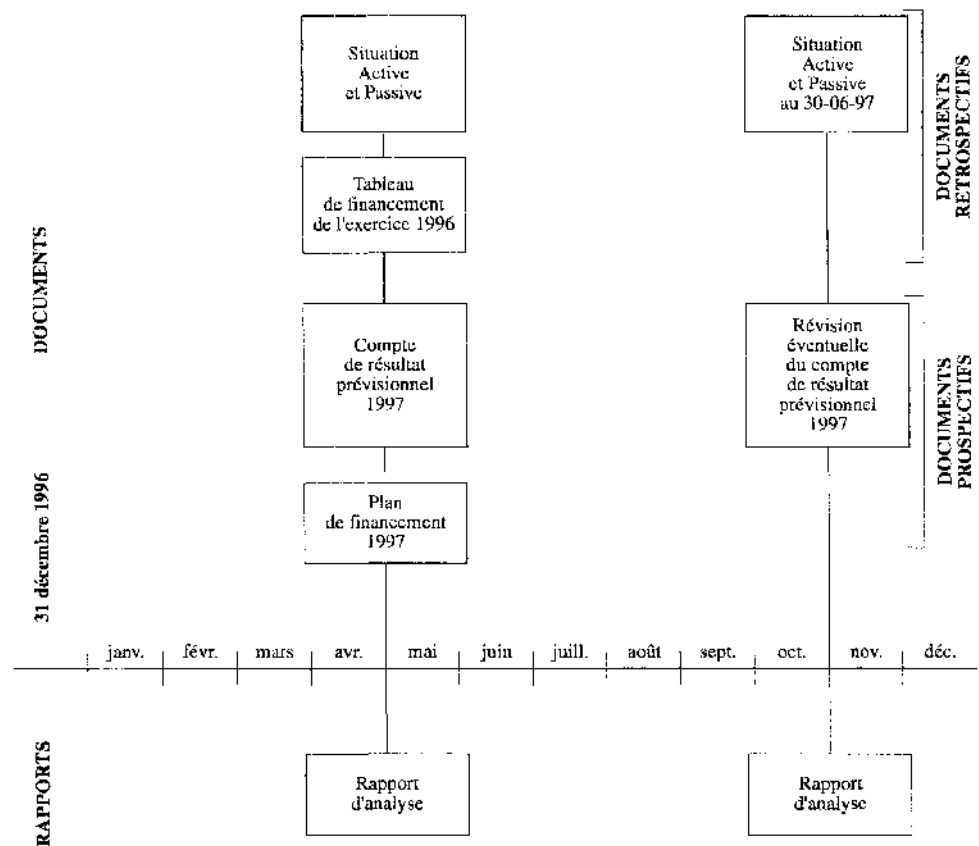 Situation
Active
et Passive
Tableau
de financement
de l'exercice 1996
Compte
de résultat
prévisionnel
1997
Plan
de financement
1997
Situation
Active
et Passive
au 30-06-97
Révision
éventuelle
du compte
de résultat
prévisionnel
1997
DOCUMENTS
RETROSPECTIFS
DOCUMENTS
PROSPECTIFS
DOCUMENTS
31 décembre 1996
janv. févr. mars avr. mai juin juill. août sept. oct. nov. déc.
RAPPORTS
Rapport
d'analyse
Rapport
d'analyse